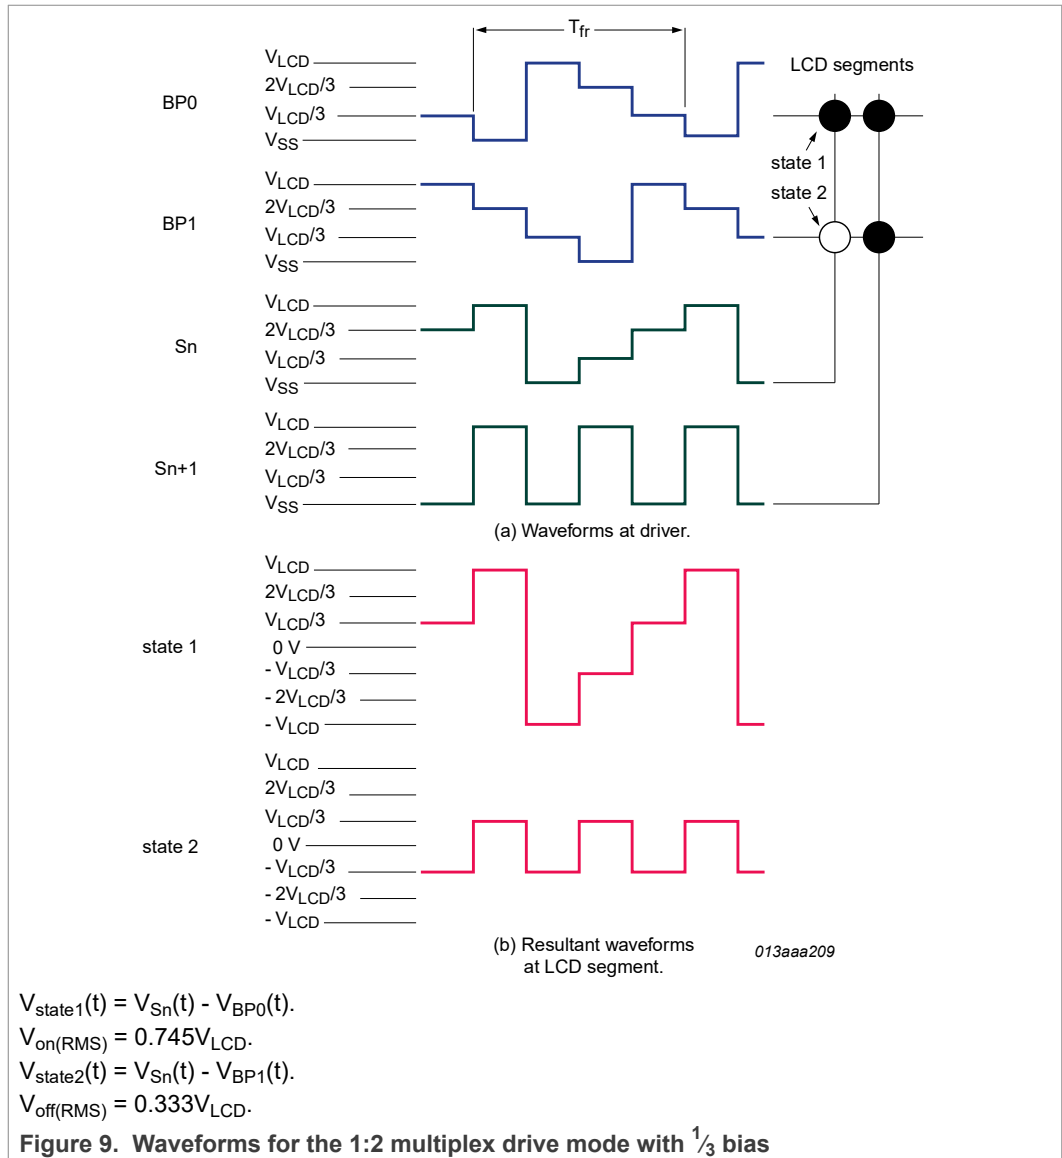 T_fr
BP0
V_LCD
2V_LCD/3
V_LCD/3
V_SS
LCD segments
state 1
state 2
BP1
V_LCD
2V_LCD/3
V_LCD/3
V_SS
Sn
V_LCD
2V_LCD/3
V_LCD/3
V_SS
Sn+1
V_LCD
2V_LCD/3
V_LCD/3
V_SS
(a) Waveforms at driver.
state 1
V_LCD
2V_LCD/3
V_LCD/3
0 V
- V_LCD/3
- 2V_LCD/3
- V_LCD
state 2
V_LCD
2V_LCD/3
V_LCD/3
0 V
- V_LCD/3
- 2V_LCD/3
- V_LCD
(b) Resultant waveforms
at LCD segment.
013aaa209
V_state1(t) = V_Sn(t) - V_BP0(t).
V_on(RMS) = 0.745V_LCD.
V_state2(t) = V_Sn(t) - V_BP1(t).
V_off(RMS) = 0.333V_LCD.
Figure 9. Waveforms for the 1:2 multiplex drive mode with 1/3 bias